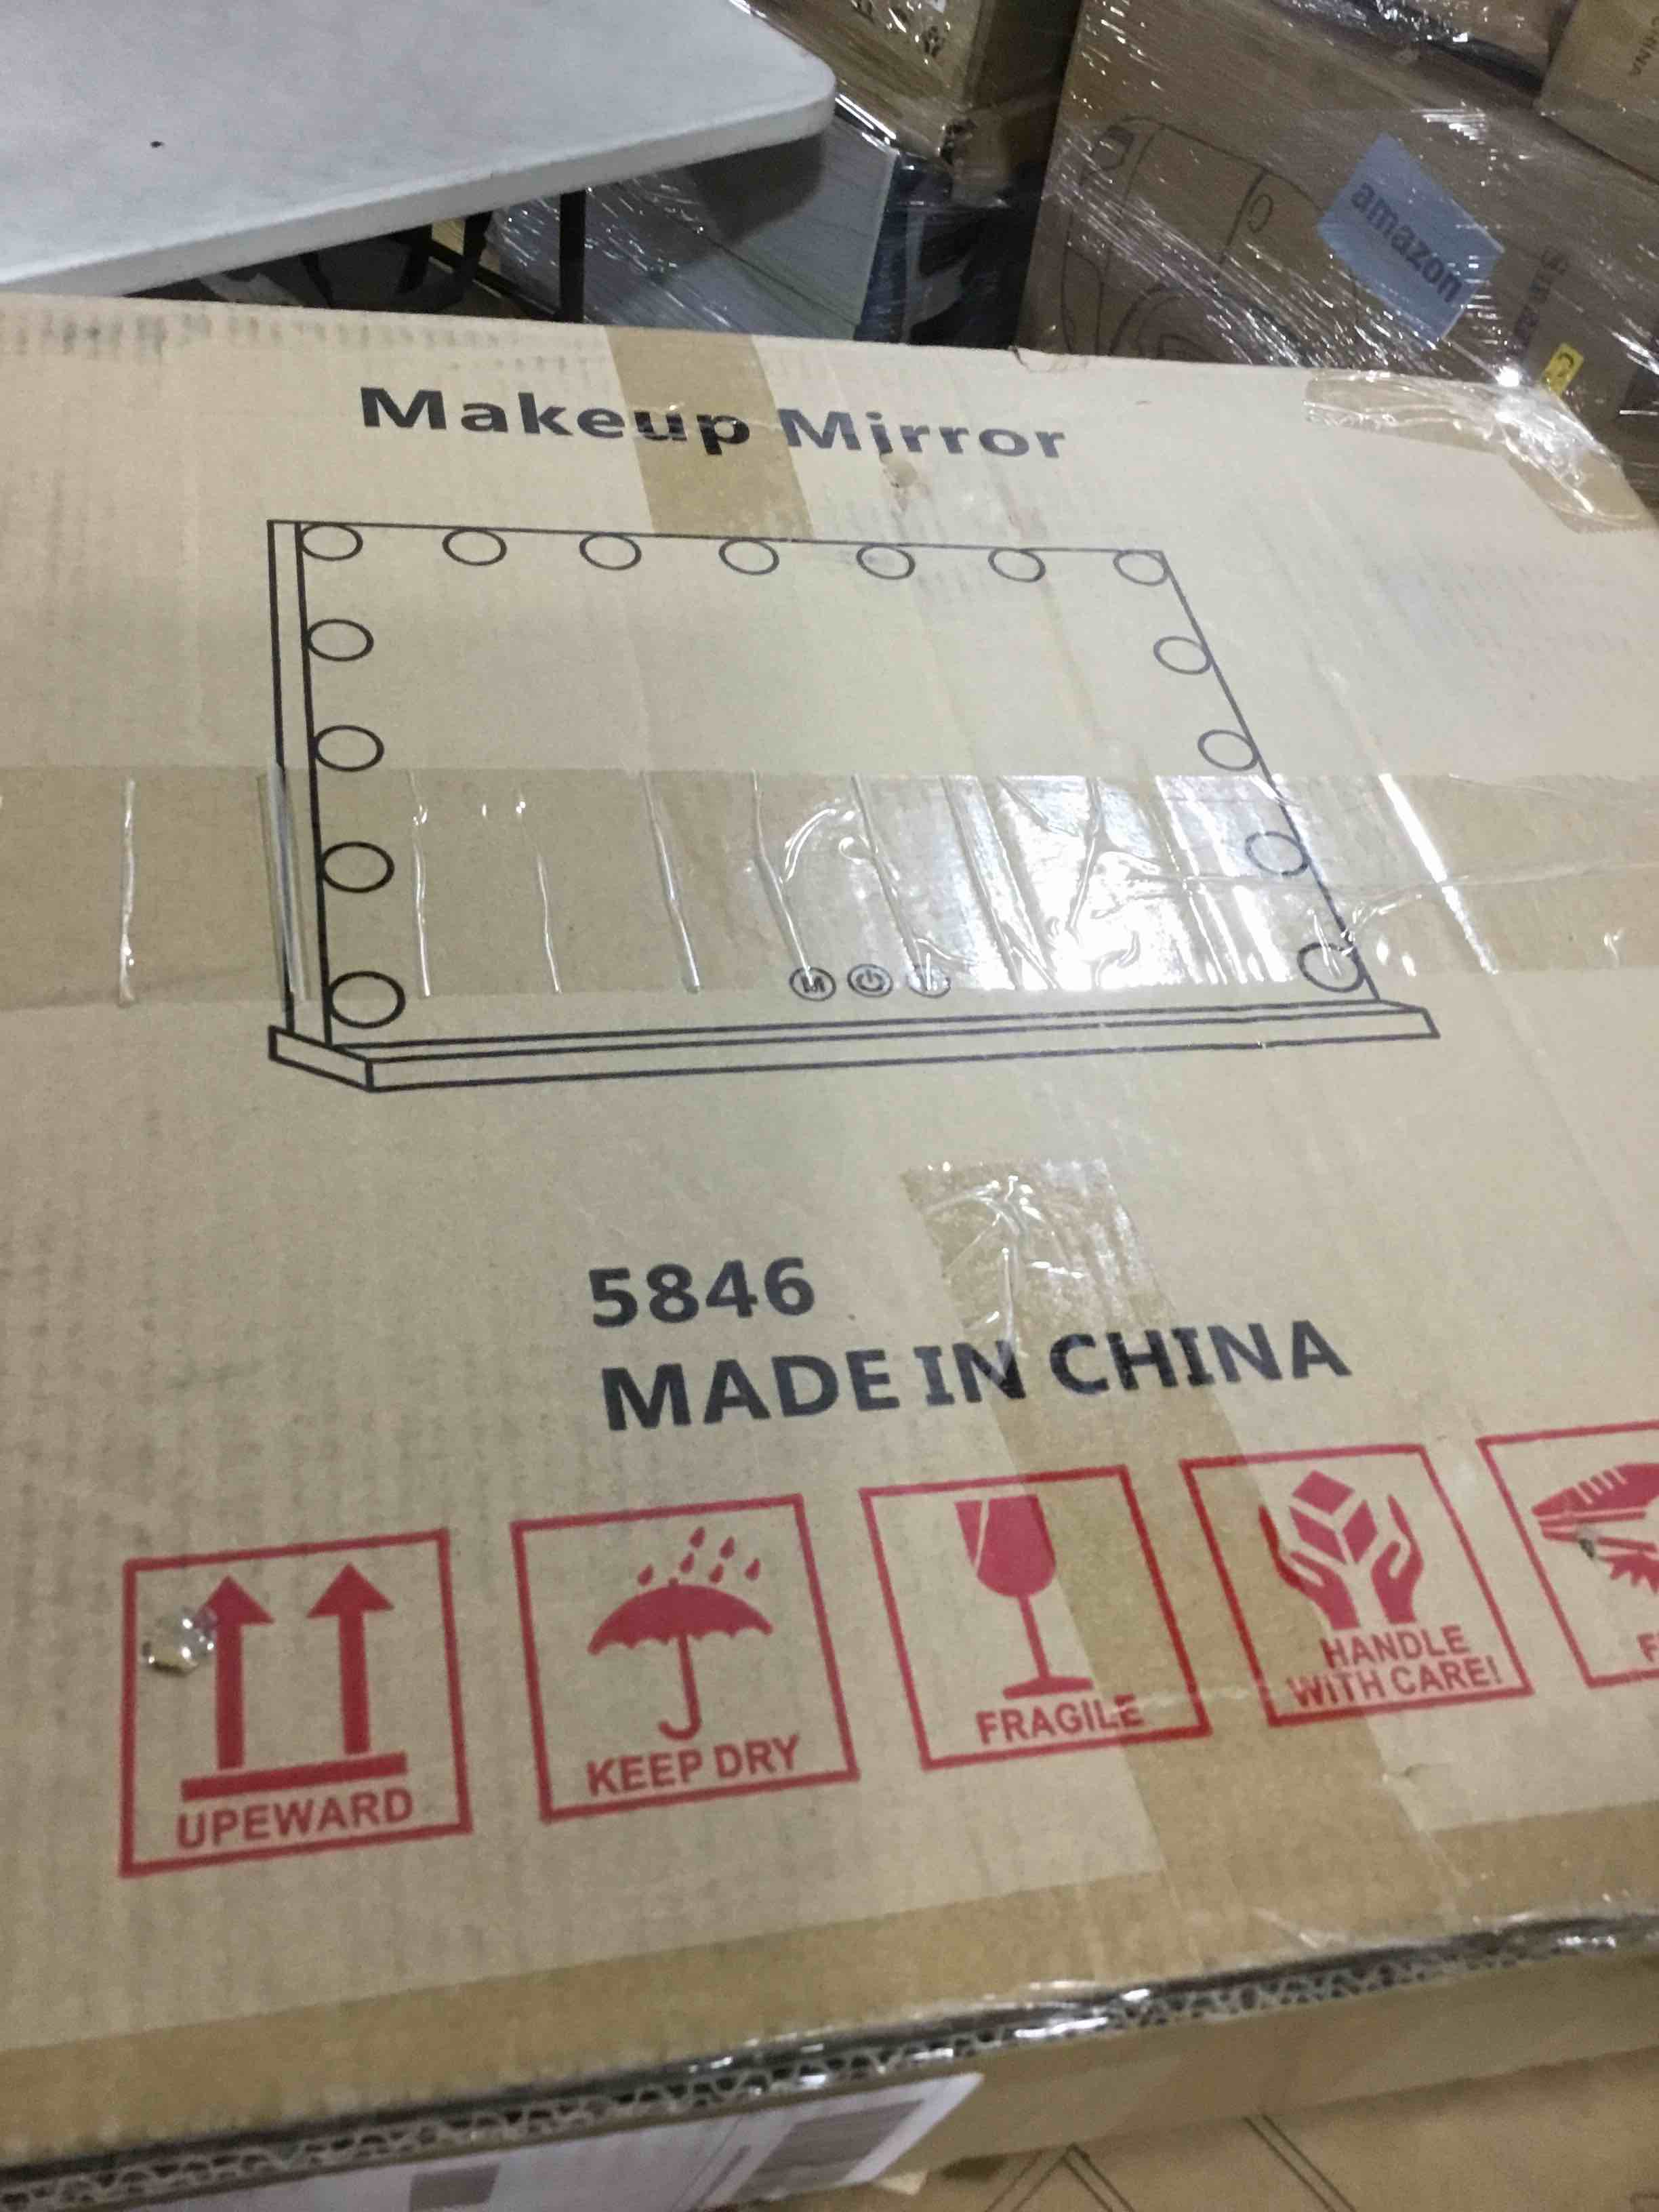 amazon
Makeup Mirror
M
5846
MADE IN CHINA
UPEWARD
KEEP DRY
FRAGILE
HANDLE
WITH CARE!